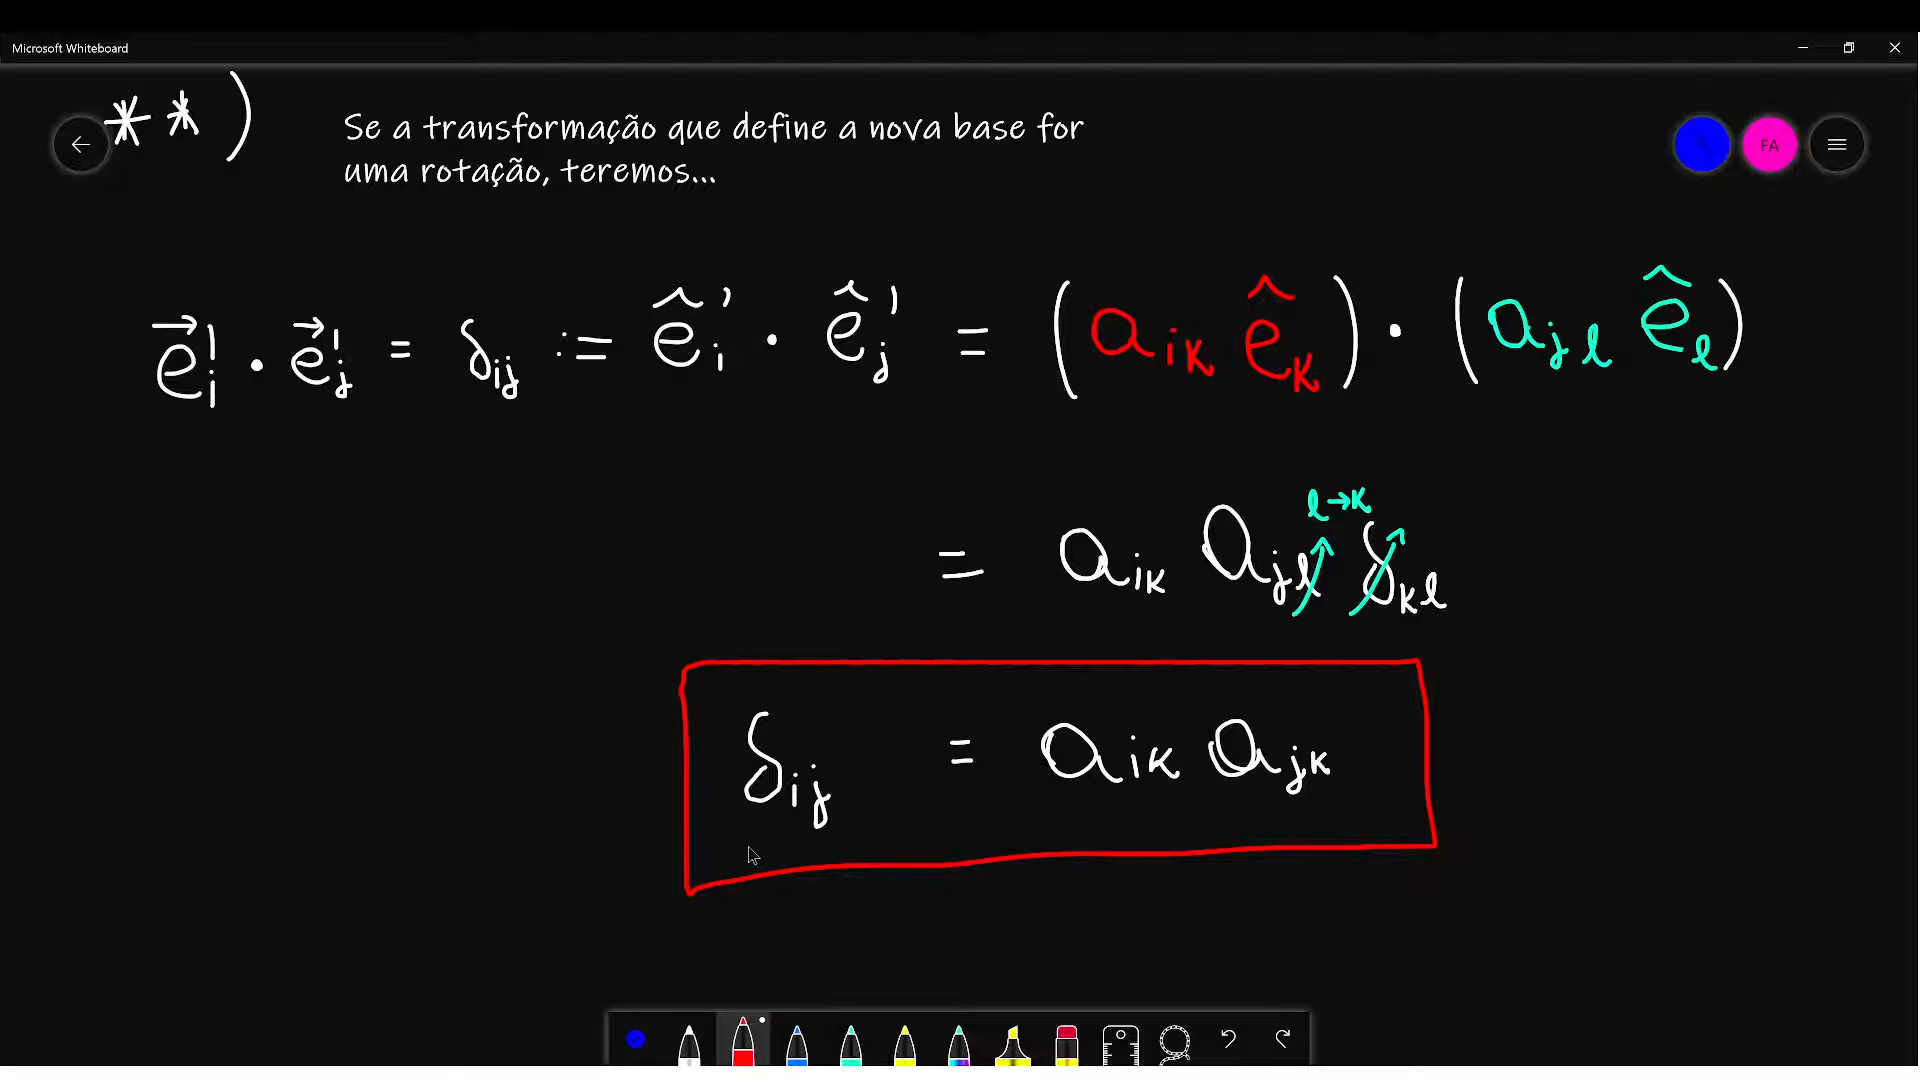 Microsoft Whiteboard
**)
Se a transformação que define a nova base for
uma rotação, teremos...
FA
e⃗'ᵢ · e⃗'ⱼ = δᵢⱼ := ê'ᵢ · ê'ⱼ = (aᵢₖ êₖ) · (aⱼₗ êₗ)
l→k
= aᵢₖ aⱼₗ δₖₗ
δᵢⱼ = aᵢₖ aⱼₖ